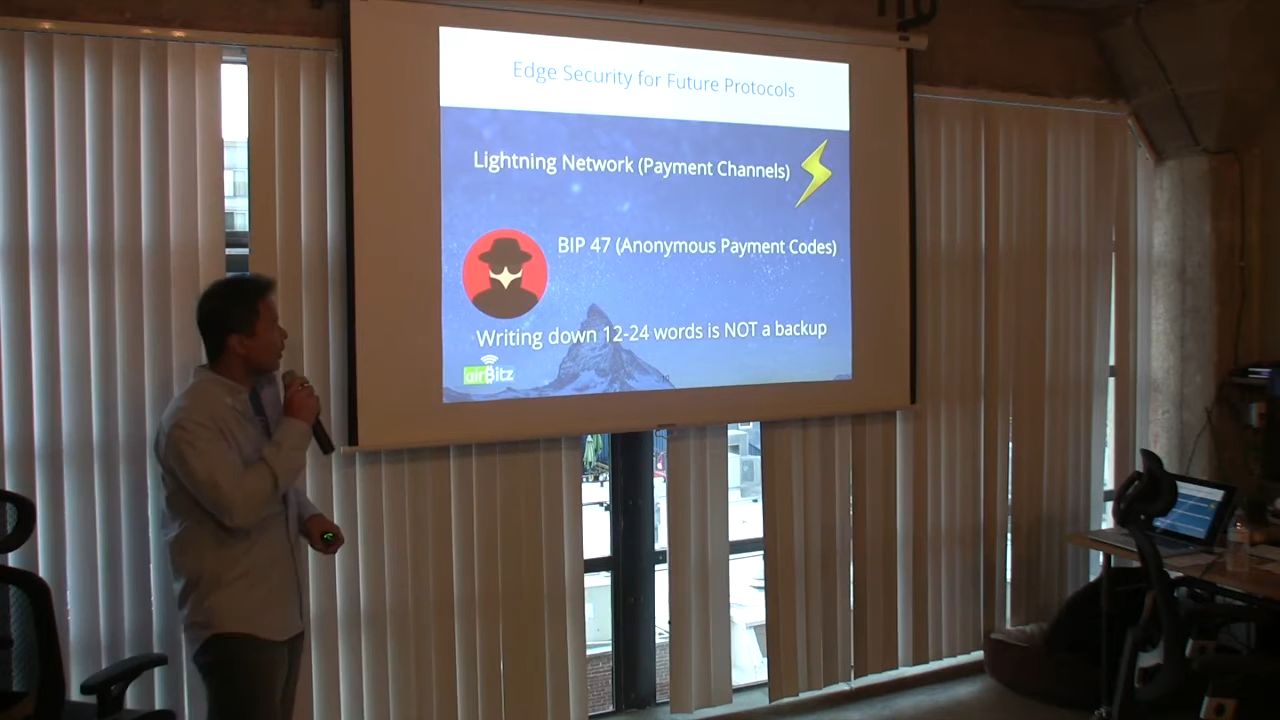 Edge Security for Future Protocols
Lightning Network (Payment Channels)
BIP 47 (Anonymous Payment Codes)
Writing down 12-24 words is NOT a backup
airBitz